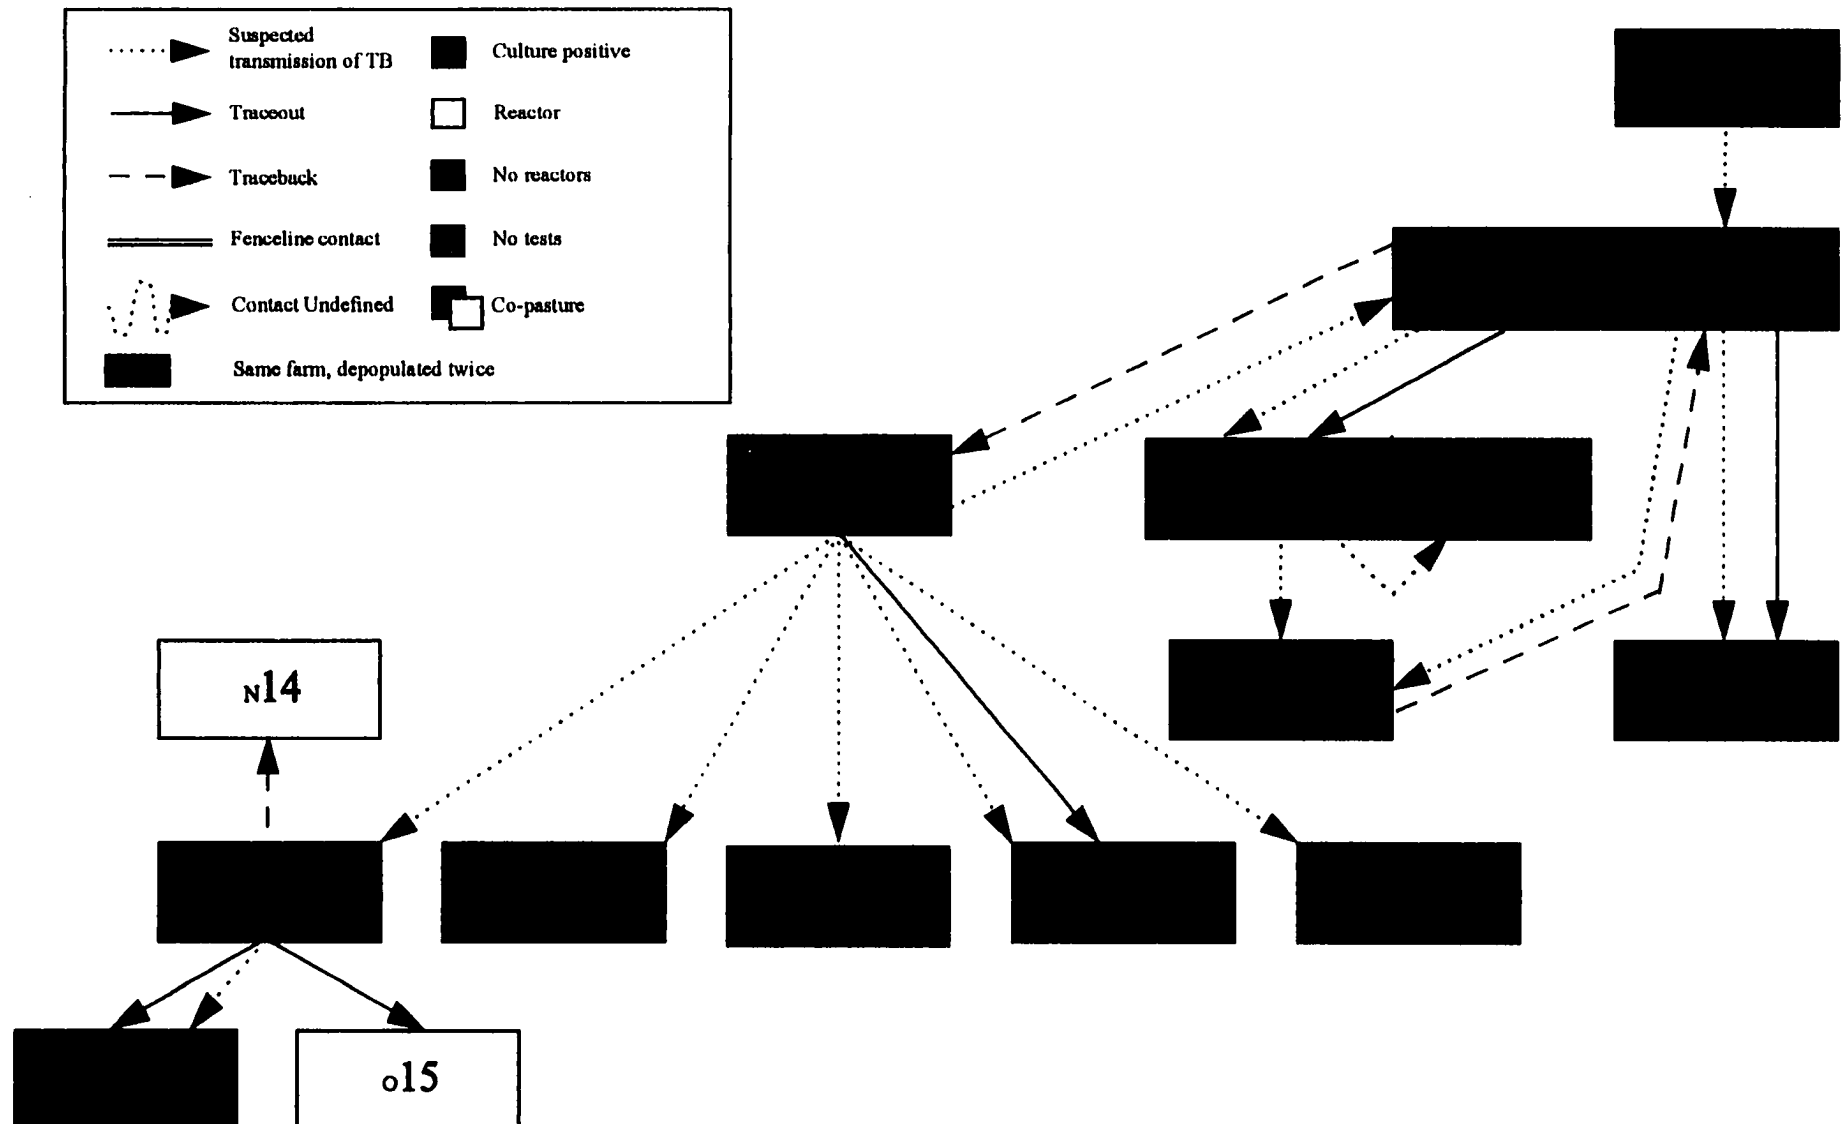 Suspected
transmission of TB
Culture positive
Traceout
Reactor
Traceback
No reactors
Fenceline contact
No tests
Contact Undefined
Co-pasture
Same farm, depopulated twice
N14
O15